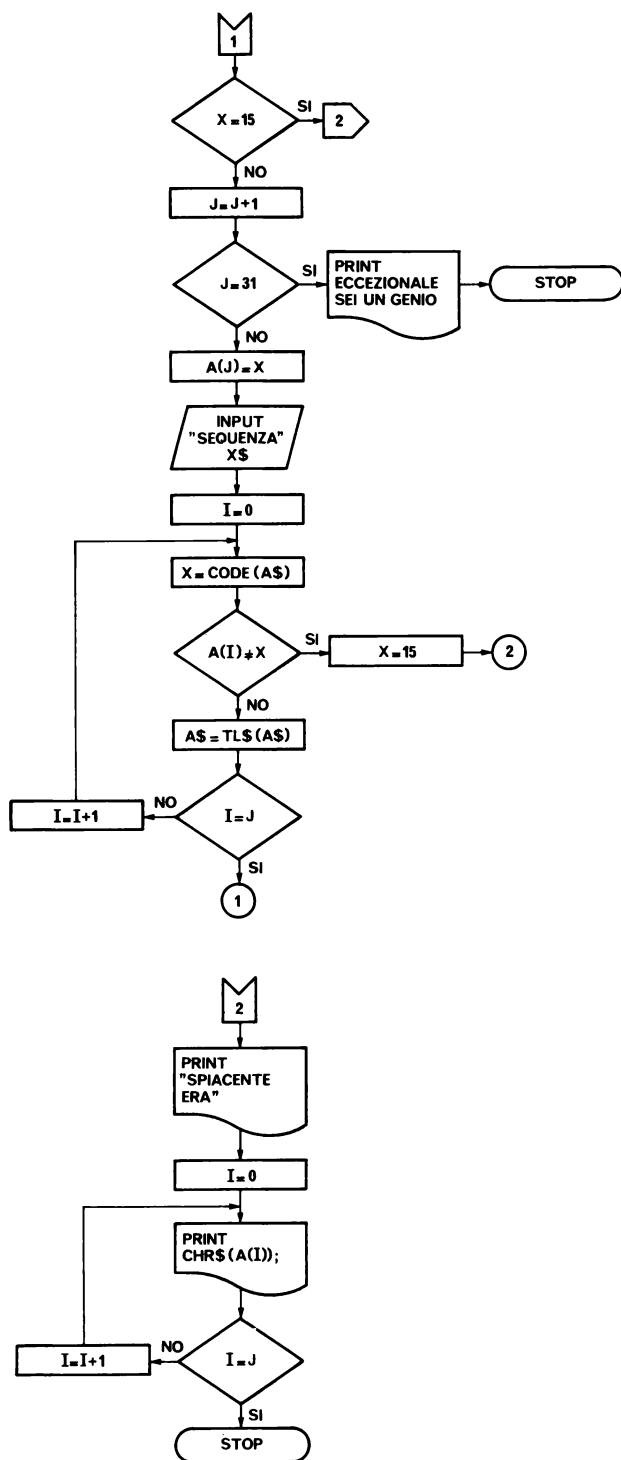 1
X=15
SI
2
NO
J=J+1
J=31
SI
PRINT
ECCEZIONALE
SEI UN GENIO
STOP
NO
A(J)=X
INPUT
"SEQUENZA"
X$
I=0
X=CODE(A$)
A(I)≠X
SI
X=15
2
NO
A$=TL$(A$)
I=I+1
NO
I=J
SI
1
2
PRINT
"SPIACENTE
ERA"
I=0
PRINT
CHR$(A(I));
I=I+1
NO
I=J
SI
STOP